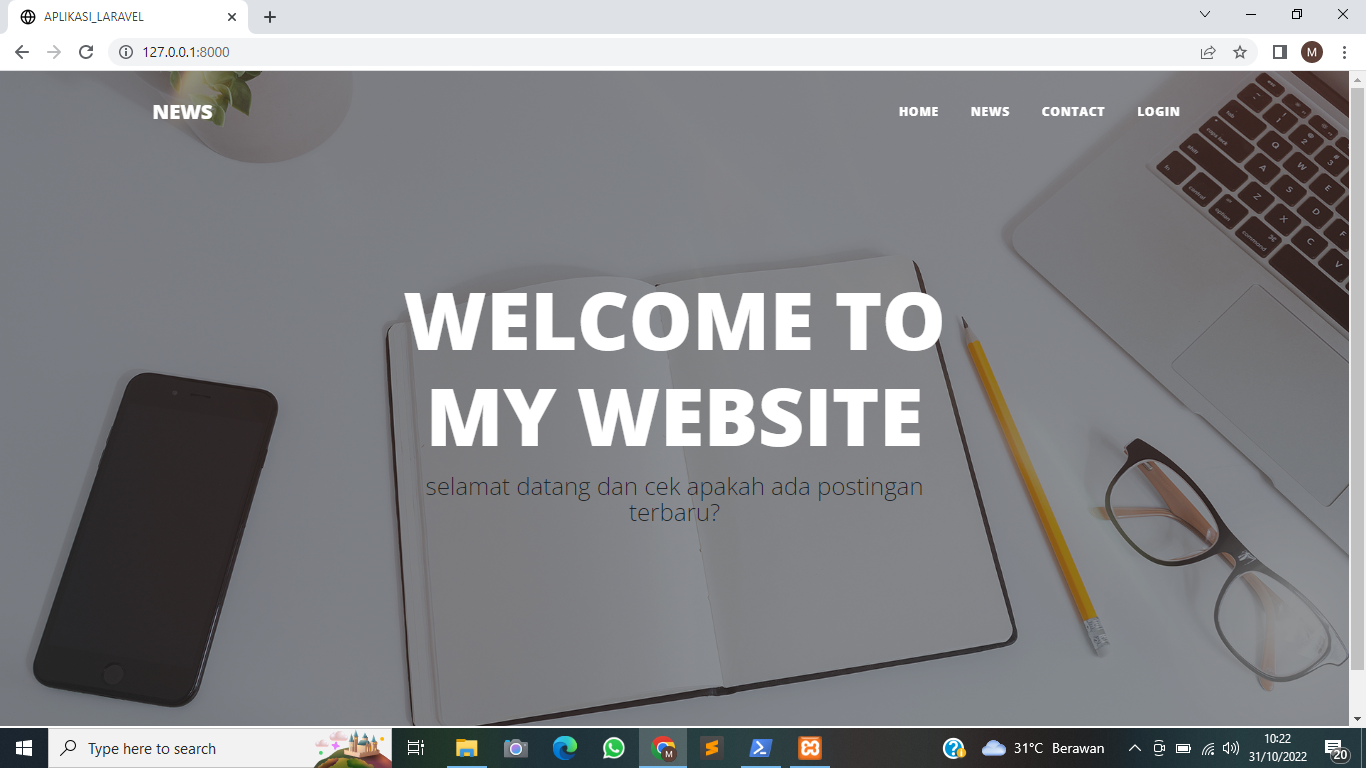 APLIKASI_LARAVEL
127.0.0.1:8000
M
NEWS
HOME NEWS CONTACT LOGIN
WELCOME TO
MY WEBSITE
selamat datang dan cek apakah ada postingan
terbaru?
Type here to search
31°C Berawan
10:22
31/10/2022
20